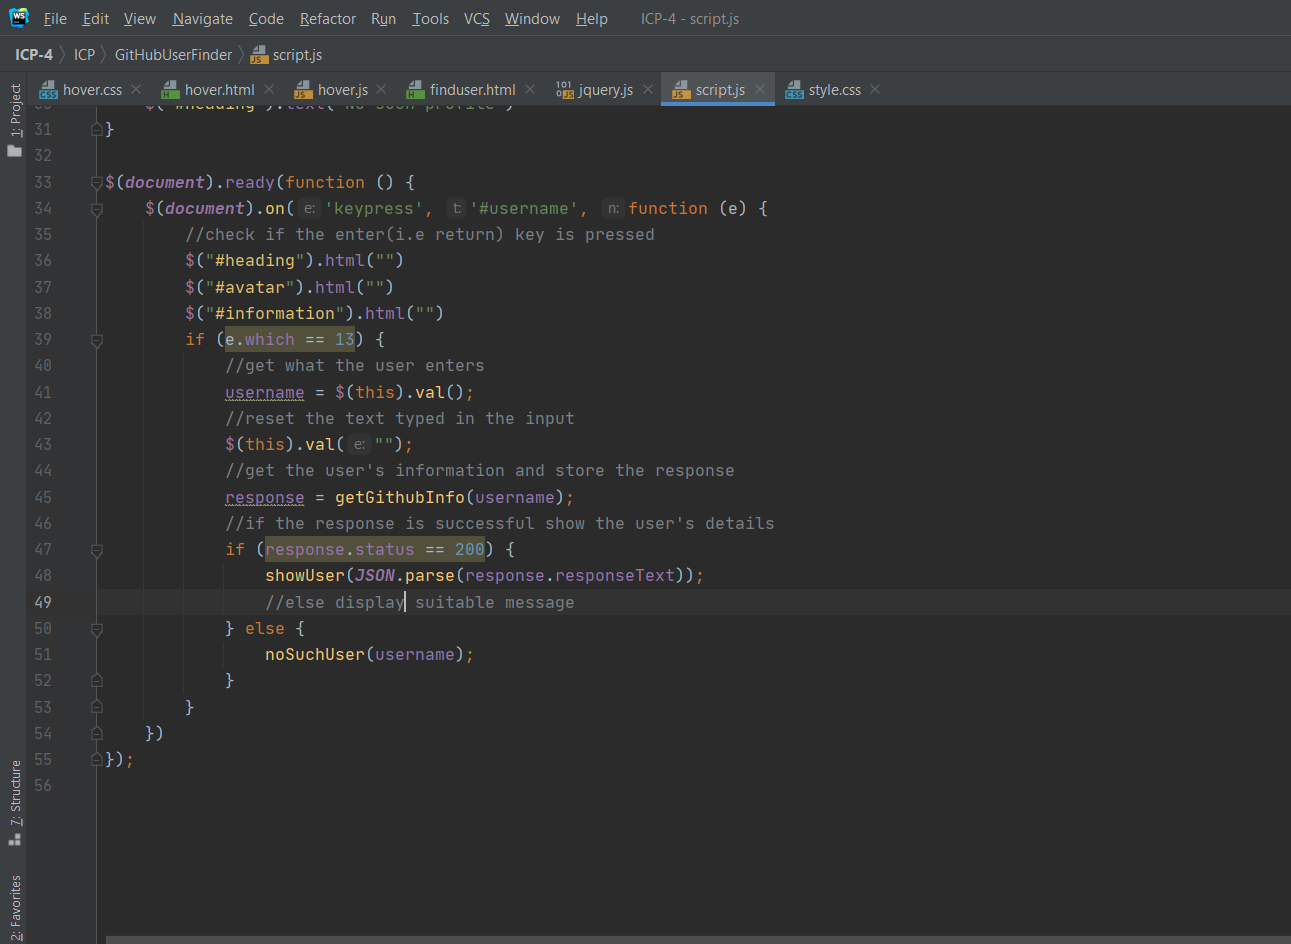 WS File Edit View Navigate Code Refactor Run Tools VCS Window Help ICP-4 - script.js
ICP-4 ICP GitHubUserFinder script.js
hover.css hover.html hover.js finduser.html jquery.js script.js style.css
1: Project
31 }
32
33 $(document).ready(function () {
34 $(document).on( e: 'keypress', t: '#username', n: function (e) {
35 //check if the enter(i.e return) key is pressed
36 $("#heading").html("")
37 $("#avatar").html("")
38 $("#information").html("")
39 if (e.which == 13) {
40 //get what the user enters
41 username = $(this).val();
42 //reset the text typed in the input
43 $(this).val( e: "");
44 //get the user's information and store the response
45 response = getGithubInfo(username);
46 //if the response is successful show the user's details
47 if (response.status == 200) {
48 showUser(JSON.parse(response.responseText));
49 //else display suitable message
50 } else {
51 noSuchUser(username);
52 }
53 }
54 })
55 });
56
7: Structure
2: Favorites